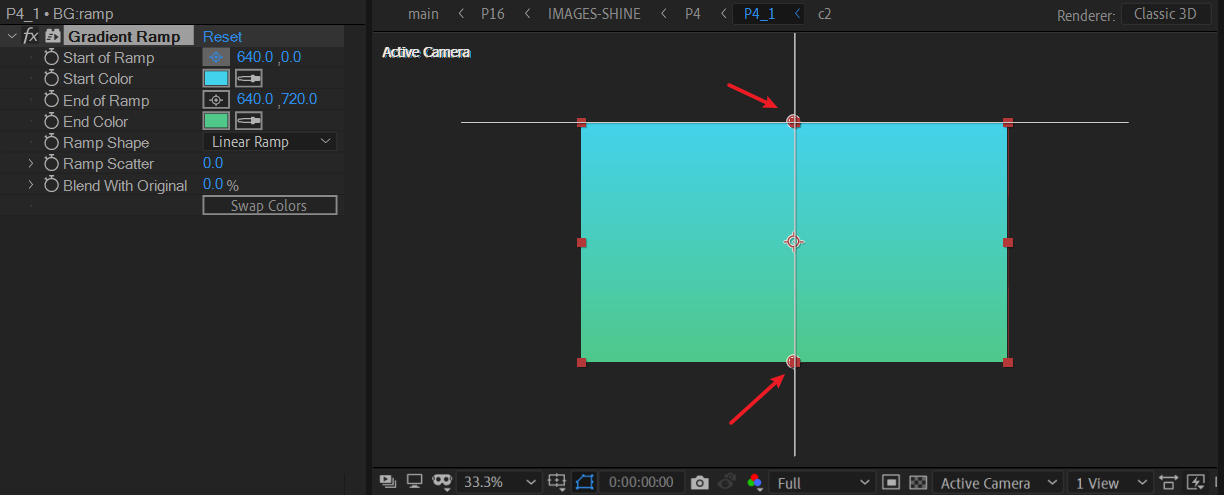 P4_1 • BG:ramp
main < P16 < IMAGES-SHINE < P4 < P4_1 < c2
Renderer: Classic 3D
fx Gradient Ramp Reset
Active Camera
Start of Ramp 640.0 ,0.0
Start Color
End of Ramp 640.0 ,720.0
End Color
Ramp Shape Linear Ramp
Ramp Scatter 0.0
Blend With Original 0.0 %
Swap Colors
33.3% 0:00:00:00 Full Active Camera 1 View